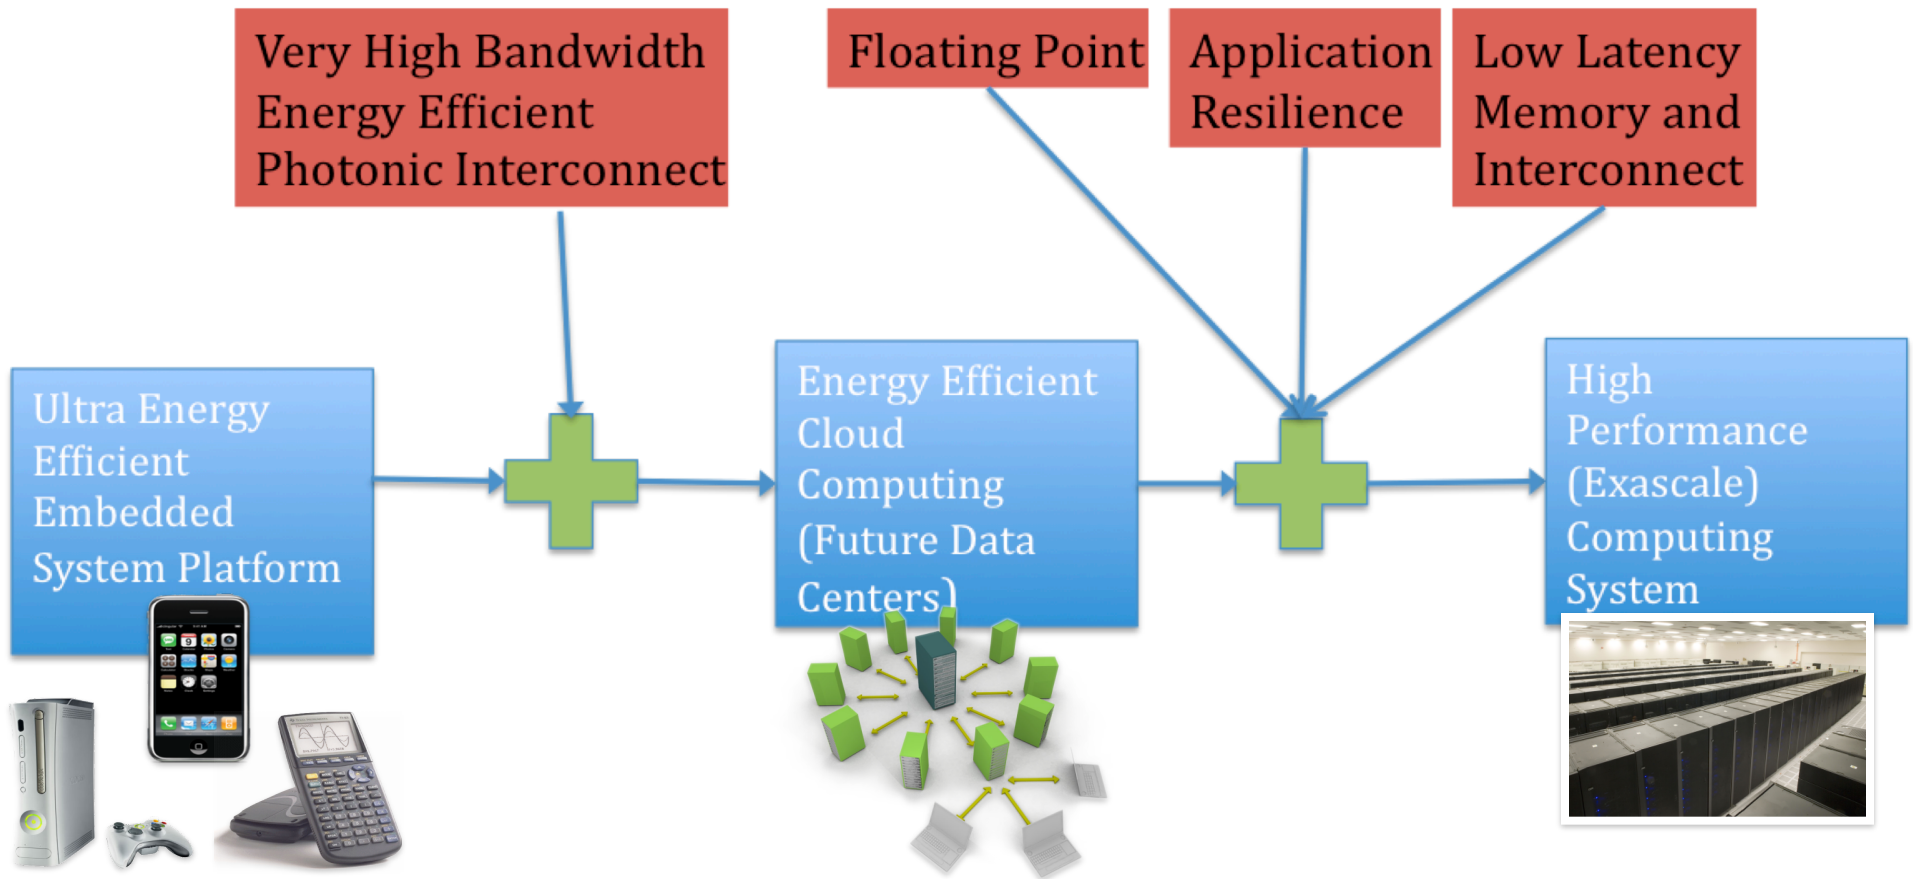 Very High Bandwidth
Energy Efficient
Photonic Interconnect
Floating Point
Application
Resilience
Low Latency
Memory and
Interconnect
Ultra Energy
Efficient
Embedded
System Platform
Energy Efficient
Cloud
Computing
(Future Data
Centers)
High
Performance
(Exascale)
Computing
System